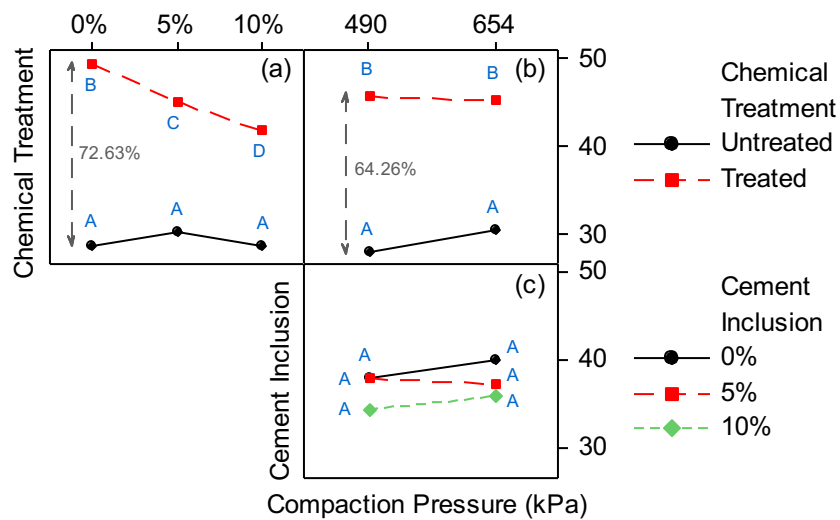 0% 5% 10% 490 654
(a) (b) 50
B B B
C
D
72.63% 64.26%
40
A A A A A
30
Chemical Treatment
Chemical
Treatment
Untreated
Treated
(c) 50
A A
40
A A
A A
30
Cement Inclusion
Compaction Pressure (kPa)
Cement
Inclusion
0%
5%
10%